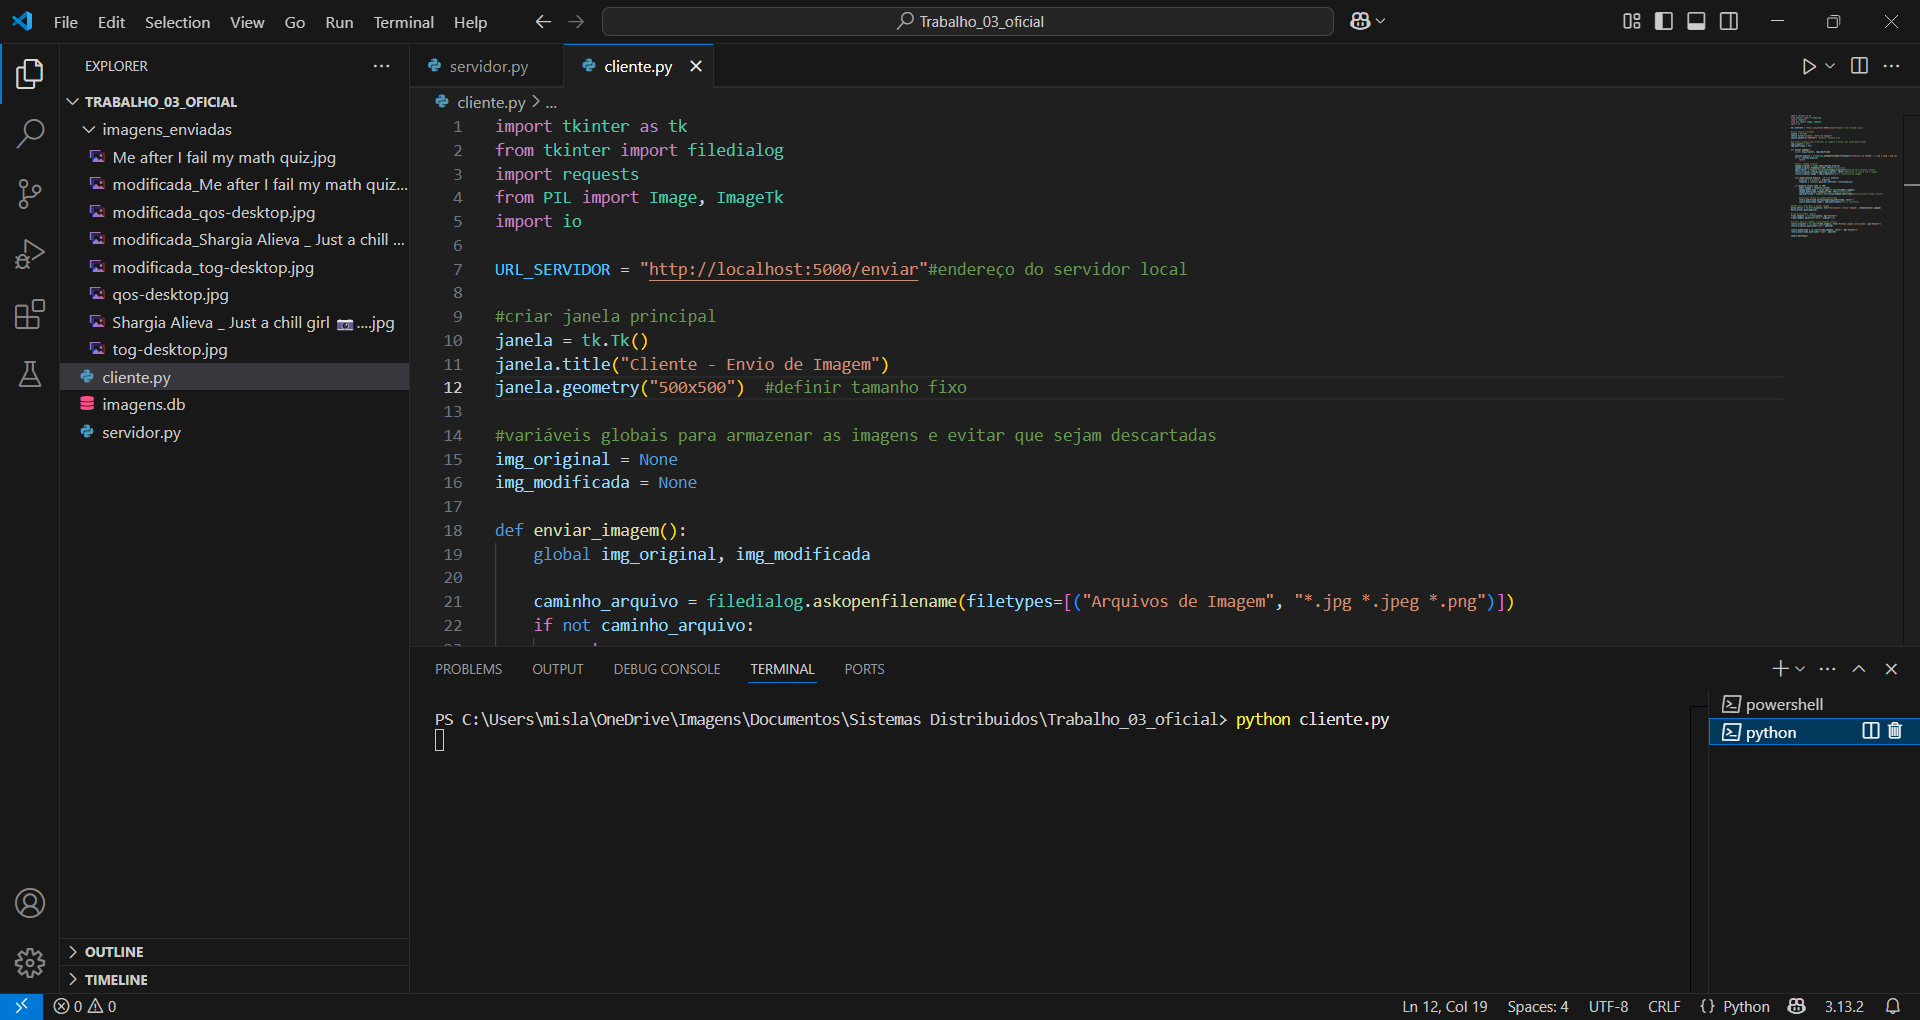 File Edit Selection View Go Run Terminal Help
Trabalho_03_oficial
EXPLORER
TRABALHO_03_OFICIAL
imagens_enviadas
Me after I fail my math quiz.jpg
modificada_Me after I fail my math quiz...
modificada_qos-desktop.jpg
modificada_Shargia Alieva _ Just a chill ...
modificada_tog-desktop.jpg
qos-desktop.jpg
Shargia Alieva _ Just a chill girl 📷....jpg
tog-desktop.jpg
cliente.py
imagens.db
servidor.py
OUTLINE
TIMELINE
servidor.py
cliente.py
cliente.py > ...
1 import tkinter as tk
2 from tkinter import filedialog
3 import requests
4 from PIL import Image, ImageTk
5 import io
6
7 URL_SERVIDOR = "http://localhost:5000/enviar"#endereço do servidor local
8
9 #criar janela principal
10 janela = tk.Tk()
11 janela.title("Cliente - Envio de Imagem")
12 janela.geometry("500x500")  #definir tamanho fixo
13
14 #variáveis globais para armazenar as imagens e evitar que sejam descartadas
15 img_original = None
16 img_modificada = None
17
18 def enviar_imagem():
19     global img_original, img_modificada
20
21     caminho_arquivo = filedialog.askopenfilename(filetypes=[("Arquivos de Imagem", "*.jpg *.jpeg *.png")])
22     if not caminho_arquivo:
PROBLEMS OUTPUT DEBUG CONSOLE TERMINAL PORTS
PS C:\Users\misla\OneDrive\Imagens\Documentos\Sistemas Distribuidos\Trabalho_03_oficial> python cliente.py
powershell
python
0 0
Ln 12, Col 19 Spaces: 4 UTF-8 CRLF {} Python 3.13.2